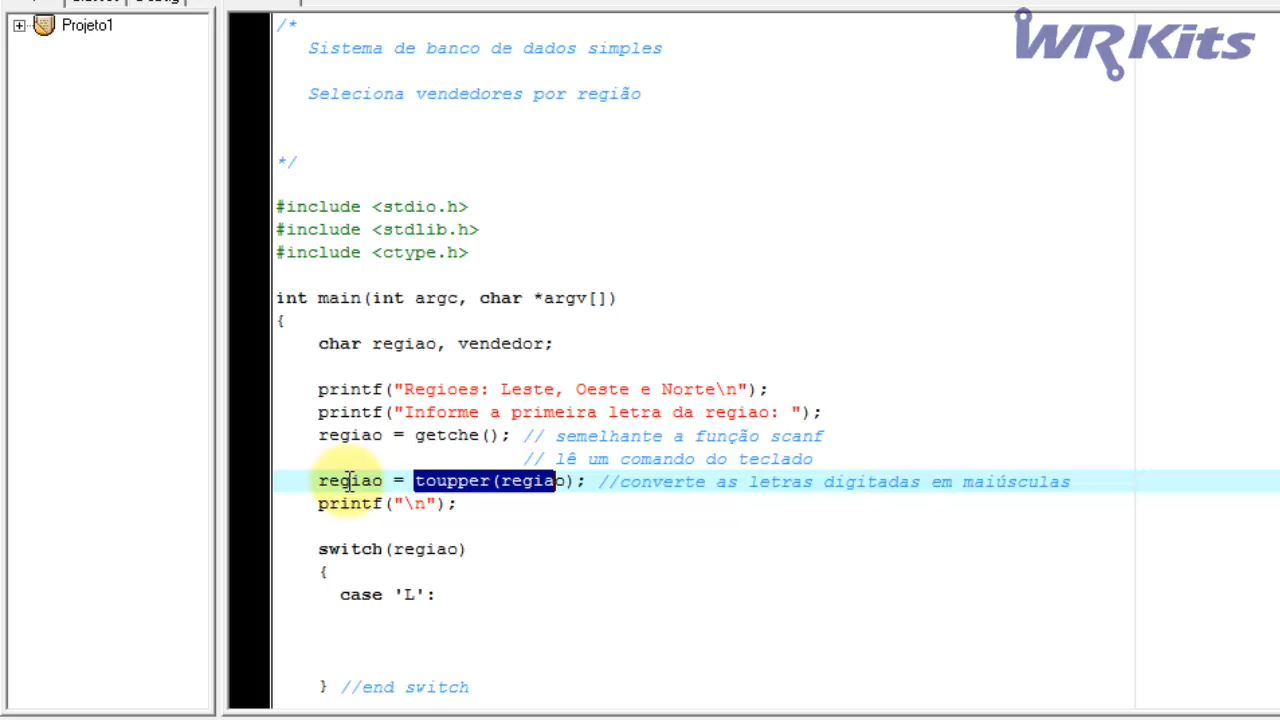 Projeto1
WR Kits
/*
Sistema de banco de dados simples
Seleciona vendedores por região
*/
#include <stdio.h>
#include <stdlib.h>
#include <ctype.h>
int main(int argc, char *argv[])
{
char regiao, vendedor;
printf("Regioes: Leste, Oeste e Norte\n");
printf("Informe a primeira letra da regiao: ");
regiao = getche(); // semelhante a função scanf
// lê um comando do teclado
regiao = toupper(regiao); //converte as letras digitadas em maiúsculas
printf("\n");
switch(regiao)
{
case 'L':
} //end switch